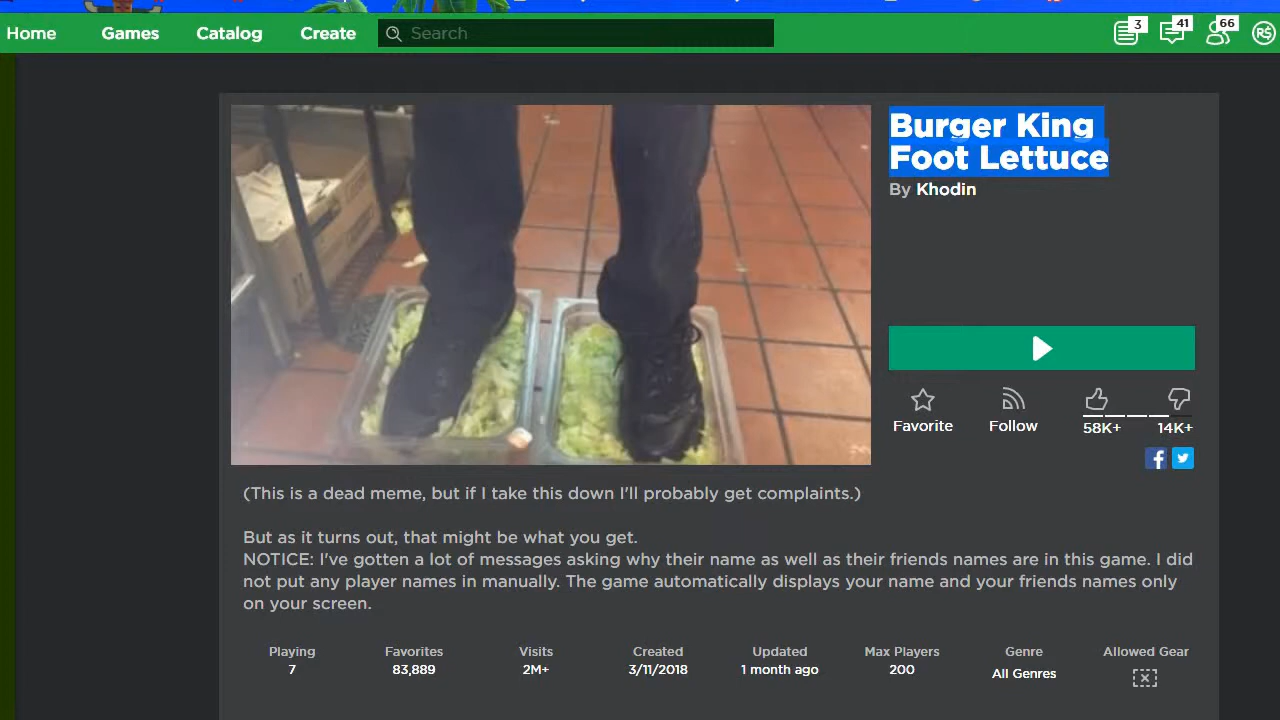 Home Games Catalog Create Search 3 41 66 R$
Burger King
Foot Lettuce
By Khodin
Favorite Follow 58K+ 14K+
(This is a dead meme, but if I take this down I'll probably get complaints.)
But as it turns out, that might be what you get.
NOTICE: I've gotten a lot of messages asking why their name as well as their friends names are in this game. I did
not put any player names in manually. The game automatically displays your name and your friends names only
on your screen.
Playing Favorites Visits Created Updated Max Players Genre Allowed Gear
7 83,889 2M+ 3/11/2018 1 month ago 200 All Genres